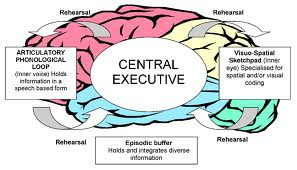 Rehearsal
Rehearsal
ARTICULATORY
PHONOLOGICAL
LOOP
(Inner voice) Holds
information in a
speech based form
CENTRAL
EXECUTIVE
Visuo-Spatial
Sketchpad (Inner
eye) Specialised for
spatial and/or visual
coding
Rehearsal
Rehearsal
Episodic buffer
Holds and integrates diverse
information